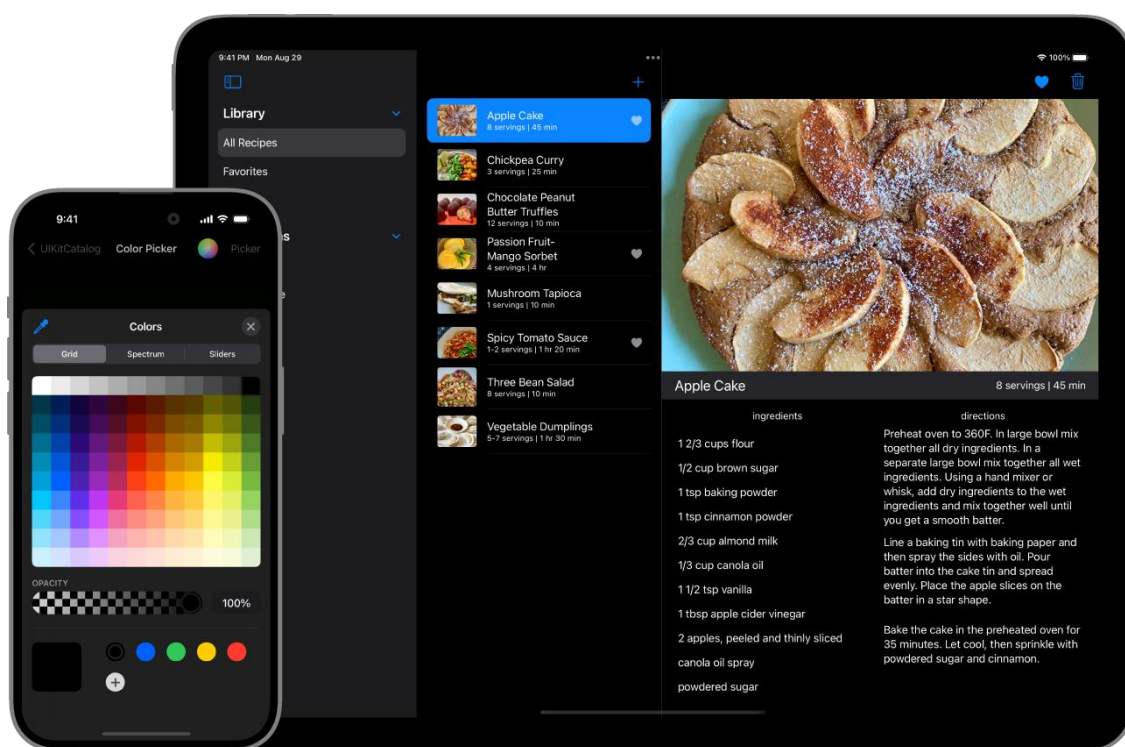 9:41 PM Mon Aug 29
100%
Library
All Recipes
Favorites
Apple Cake
8 servings | 45 min
Chickpea Curry
3 servings | 25 min
Chocolate Peanut
Butter Truffles
12 servings | 10 min
Passion Fruit-
Mango Sorbet
4 servings | 4 hr
Mushroom Tapioca
1 servings | 10 min
Spicy Tomato Sauce
1-2 servings | 1 hr 20 min
Three Bean Salad
8 servings | 10 min
Vegetable Dumplings
5-7 servings | 1 hr 30 min
Apple Cake
8 servings | 45 min
ingredients
1 2/3 cups flour
1/2 cup brown sugar
1 tsp baking powder
1 tsp cinnamon powder
2/3 cup almond milk
1/3 cup canola oil
1 1/2 tsp vanilla
1 tbsp apple cider vinegar
2 apples, peeled and thinly sliced
canola oil spray
powdered sugar
directions
Preheat oven to 360F. In large bowl mix
together all dry ingredients. In a
separate large bowl mix together all wet
ingredients. Using a hand mixer or
whisk, add dry ingredients to the wet
ingredients and mix together well until
you get a smooth batter.
Line a baking tin with baking paper and
then spray the sides with oil. Pour
batter into the cake tin and spread
evenly. Place the apple slices on the
batter in a star shape.
Bake the cake in the preheated oven for
35 minutes. Let cool, then sprinkle with
powdered sugar and cinnamon.
9:41
UIKitCatalog
Color Picker
Picker
Colors
Grid
Spectrum
Sliders
OPACITY
100%